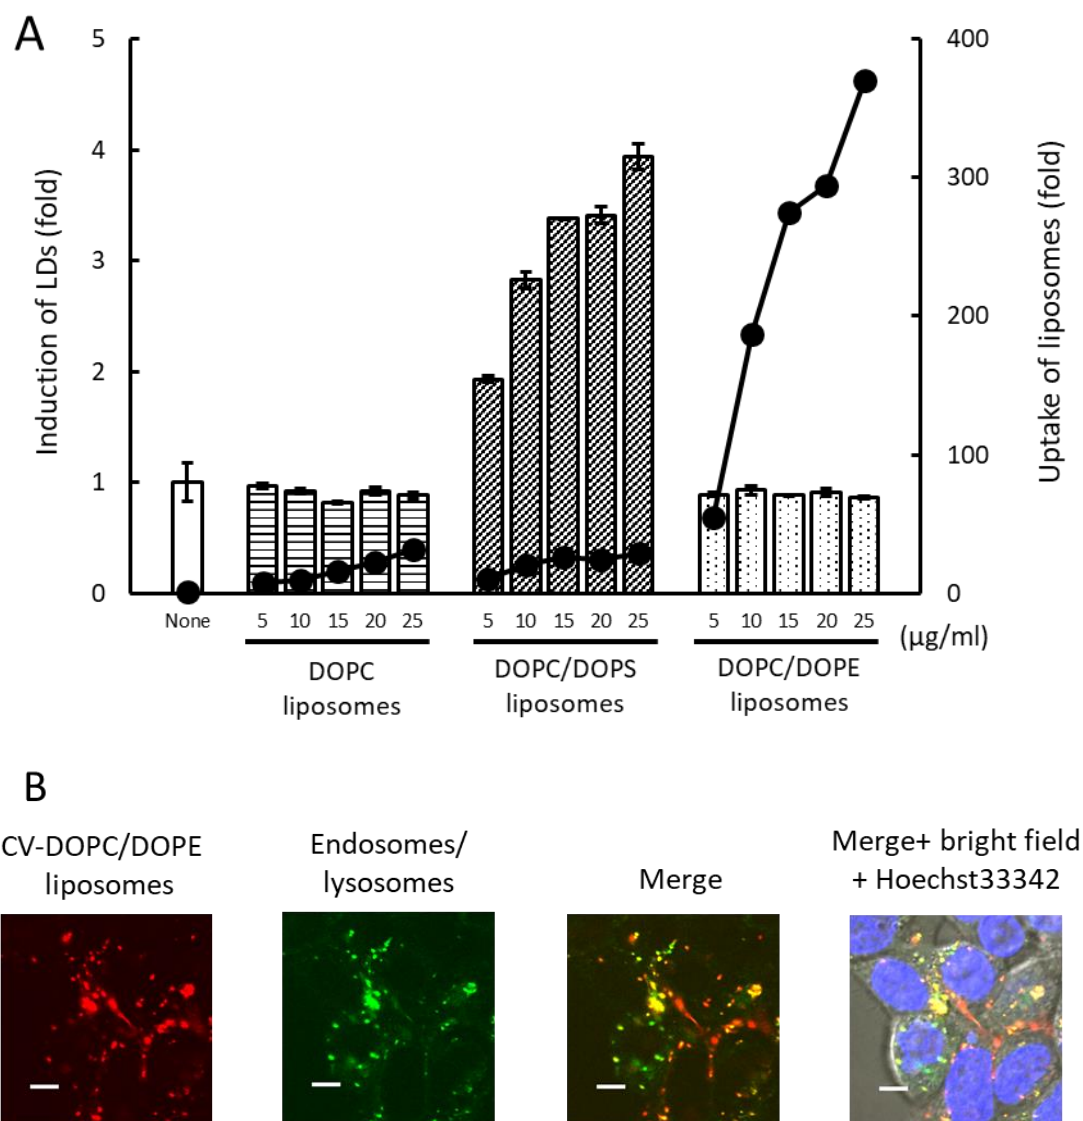 A
5
4
3
2
1
0
Induction of LDs (fold)
400
300
200
100
0
Uptake of liposomes (fold)
None
5 10 15 20 25
5 10 15 20 25
5 10 15 20 25
(μg/ml)
DOPC
liposomes
DOPC/DOPS
liposomes
DOPC/DOPE
liposomes
B
CV-DOPC/DOPE
liposomes
Endosomes/
lysosomes
Merge
Merge+ bright field
+ Hoechst33342